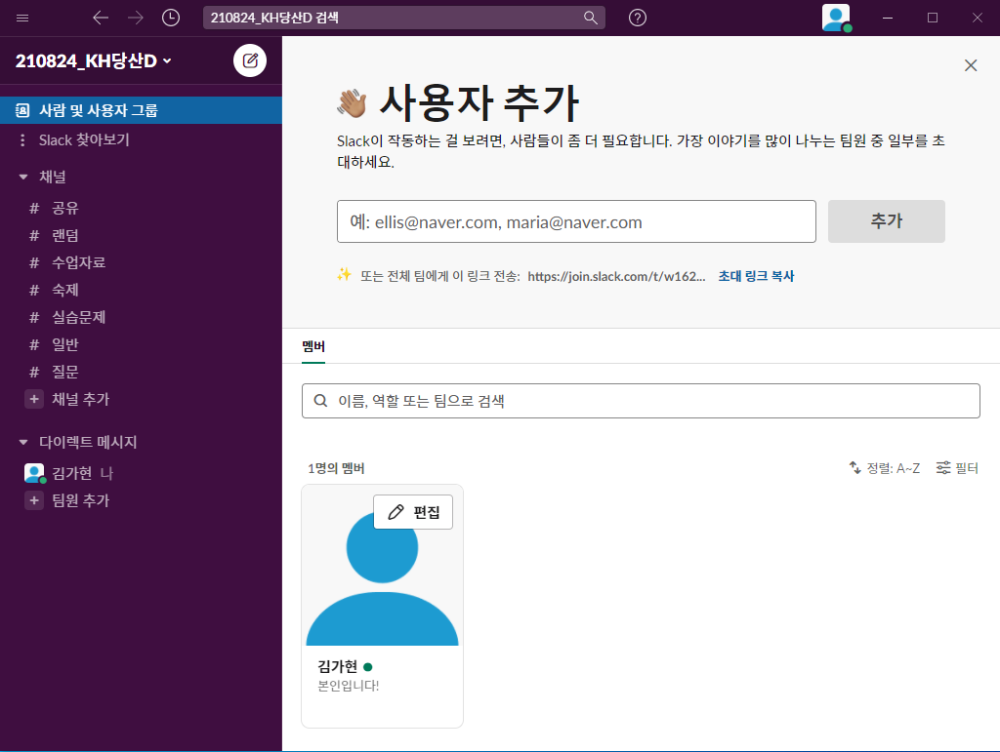 210824_KH당산D 검색
210824_KH당산D
사람 및 사용자 그룹
Slack 찾아보기
채널
# 공유
# 랜덤
# 수업자료
# 숙제
# 실습문제
# 일반
# 질문
+ 채널 추가
다이렉트 메시지
김가현 나
+ 팀원 추가
사용자 추가
Slack이 작동하는 걸 보려면, 사람들이 좀 더 필요합니다. 가장 이야기를 많이 나누는 팀원 중 일부를 초
대하세요.
예: ellis@naver.com, maria@naver.com
추가
또는 전체 팀에게 이 링크 전송: https://join.slack.com/t/w162... 초대 링크 복사
멤버
이름, 역할 또는 팀으로 검색
1명의 멤버
정렬: A~Z
필터
편집
김가현
본인입니다!